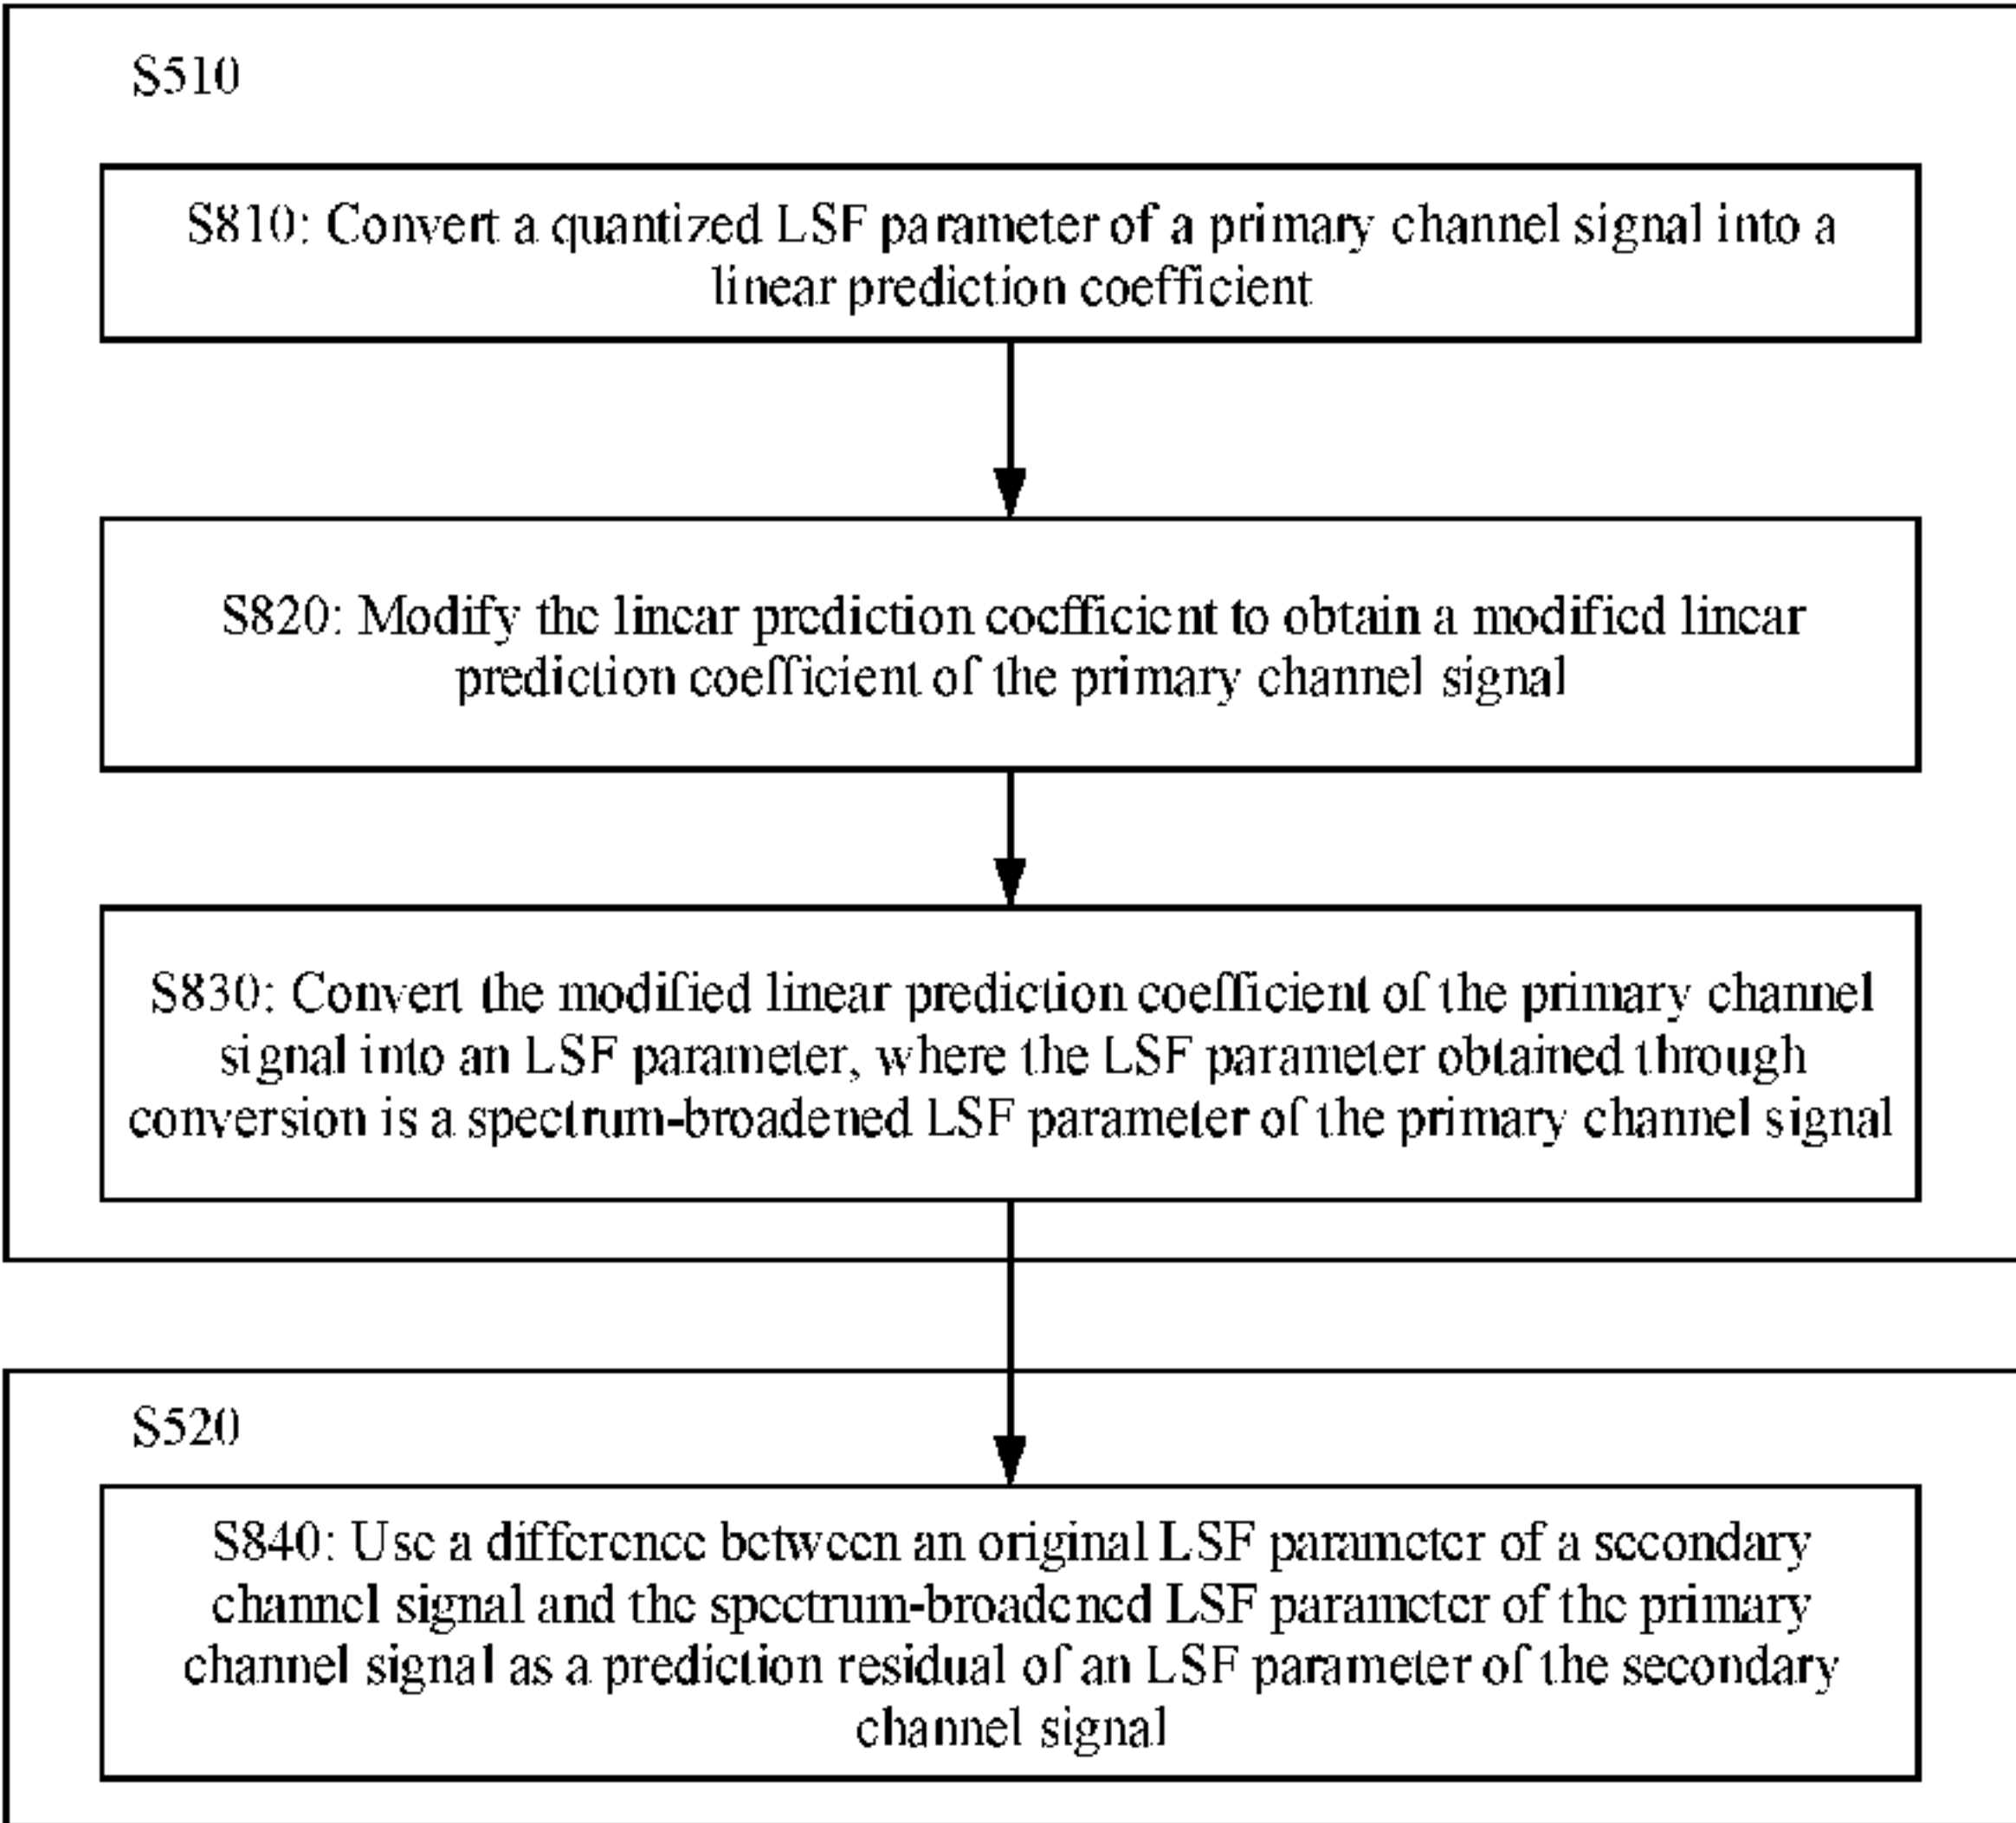 S510
S810: Convert a quantized LSF parameter of a primary channel signal into a
linear prediction coefficient
S820: Modify the linear prediction coefficient to obtain a modified linear
prediction coefficient of the primary channel signal
S830: Convert the modified linear prediction coefficient of the primary channel
signal into an LSF parameter, where the LSF parameter obtained through
conversion is a spectrum-broadened LSF parameter of the primary channel signal
S520
S840: Use a difference between an original LSF parameter of a secondary
channel signal and the spectrum-broadened LSF parameter of the primary
channel signal as a prediction residual of an LSF parameter of the secondary
channel signal